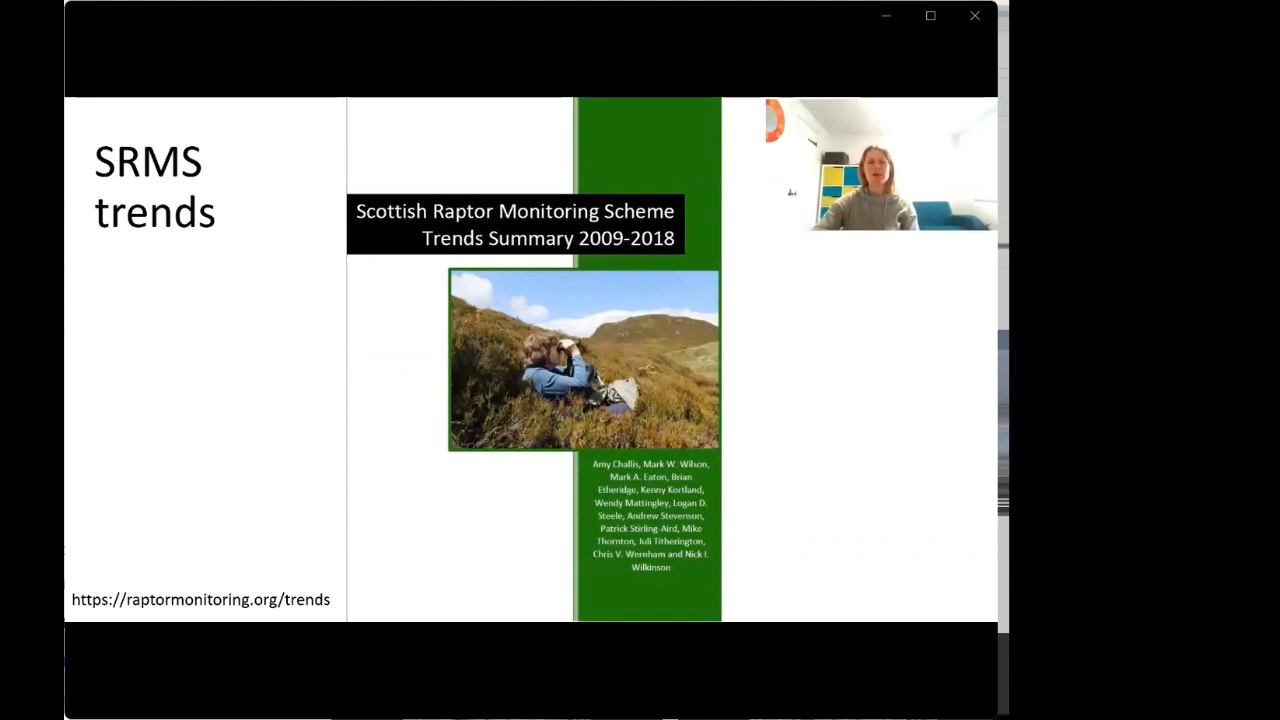 SRMS
trends
Scottish Raptor Monitoring Scheme
Trends Summary 2009-2018
Amy Challis, Mark W. Wilson,
Mark A. Eaton, Brian
Etheridge, Kenny Kortland,
Wendy Mattingley, Logan D.
Steele, Andrew Stevenson,
Patrick Stirling-Aird, Mike
Thornton, Juli Titherington,
Chris V. Wernham and Nick I.
Wilkinson
https://raptormonitoring.org/trends